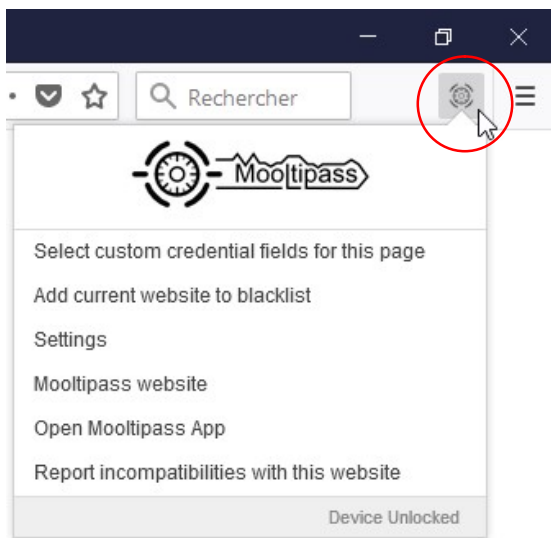 Rechercher
Mooltipass
Select custom credential fields for this page
Add current website to blacklist
Settings
Mooltipass website
Open Mooltipass App
Report incompatibilities with this website
Device Unlocked